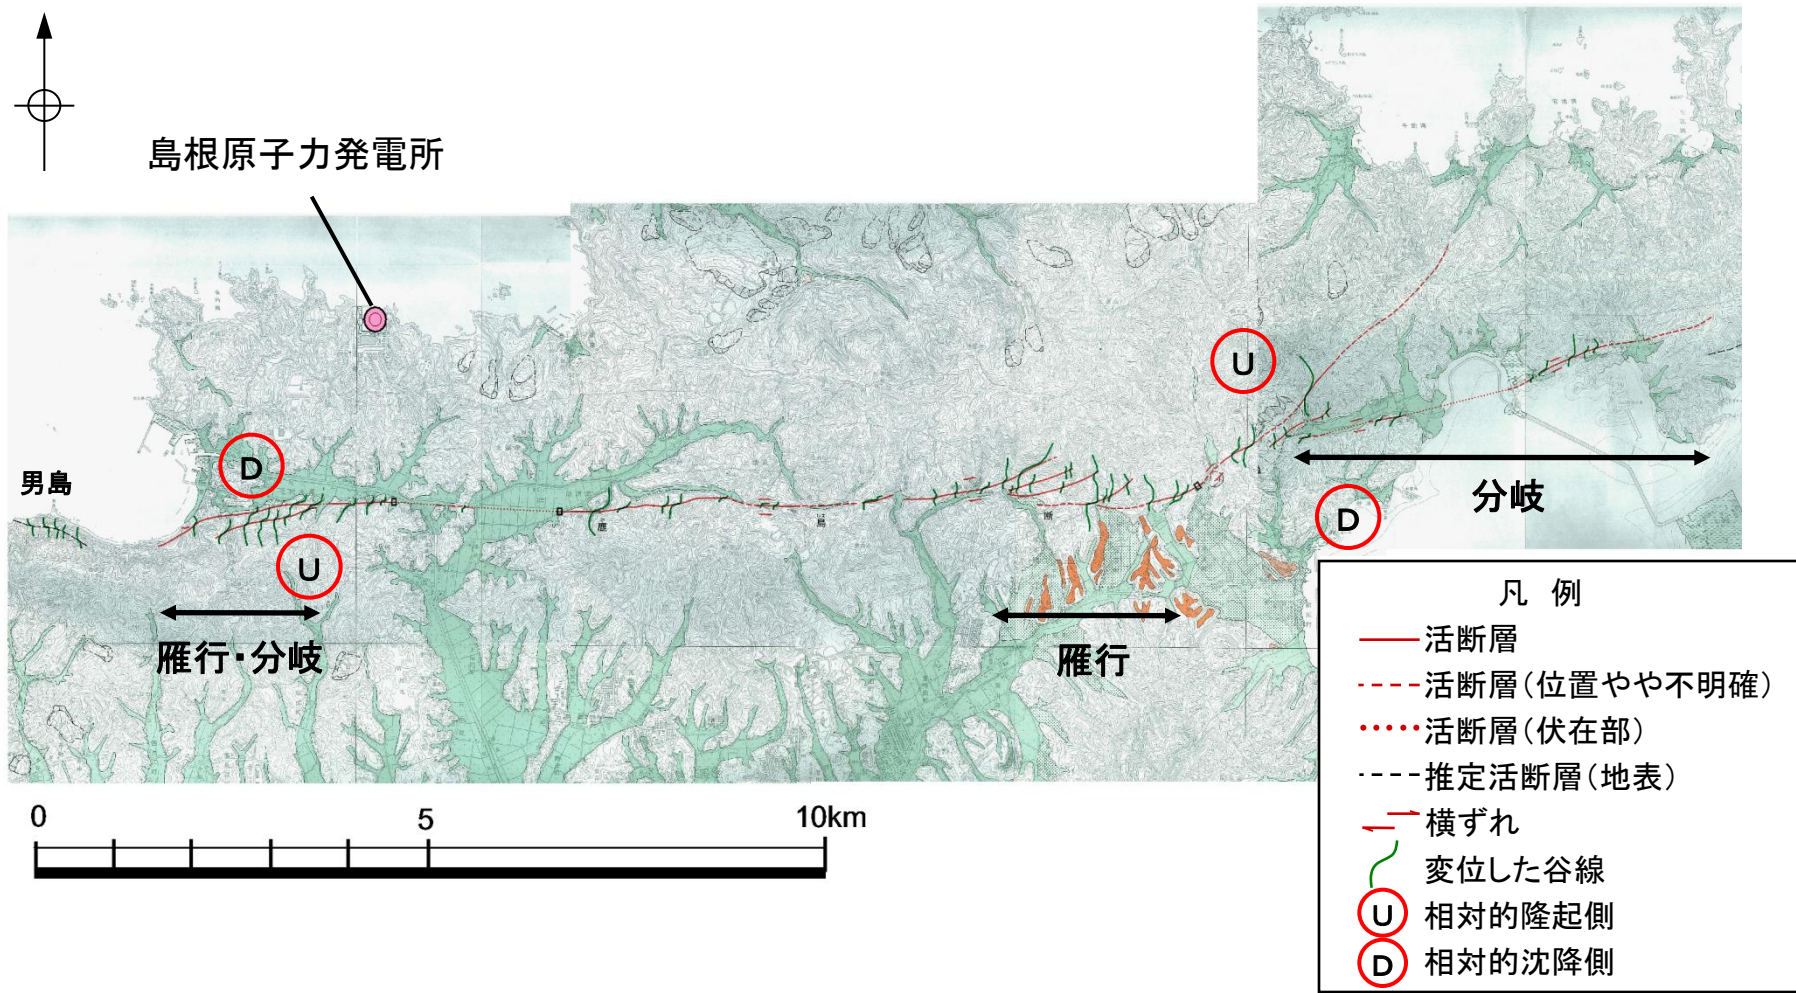 島根原子力発電所
U
D
男島
分岐
D
U
雁行・分岐
雁行
凡 例
活断層
活断層(位置やや不明確)
活断層(伏在部)
推定活断層(地表)
横ずれ
変位した谷線
U 相対的隆起側
D 相対的沈降側
0 5 10km